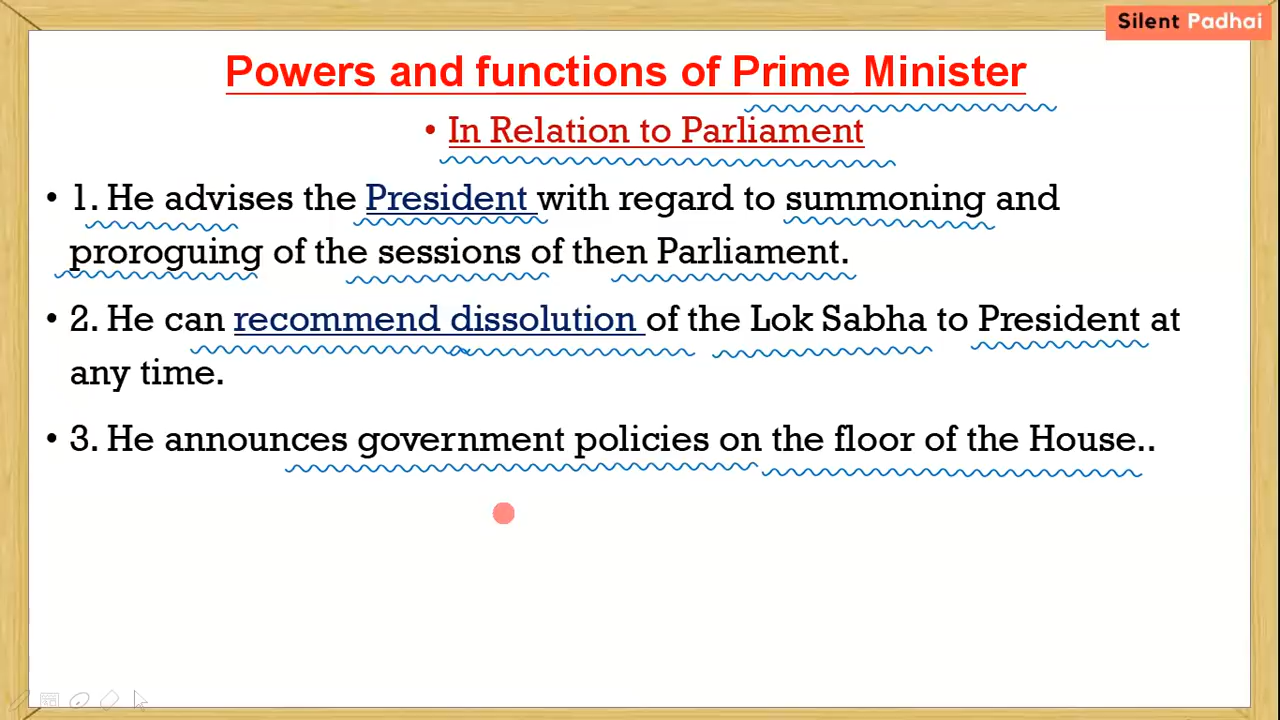 Silent Padhai
Powers and functions of Prime Minister
• In Relation to Parliament
• 1. He advises the President with regard to summoning and
proroguing of the sessions of then Parliament.
• 2. He can recommend dissolution of the Lok Sabha to President at
any time.
• 3. He announces government policies on the floor of the House..